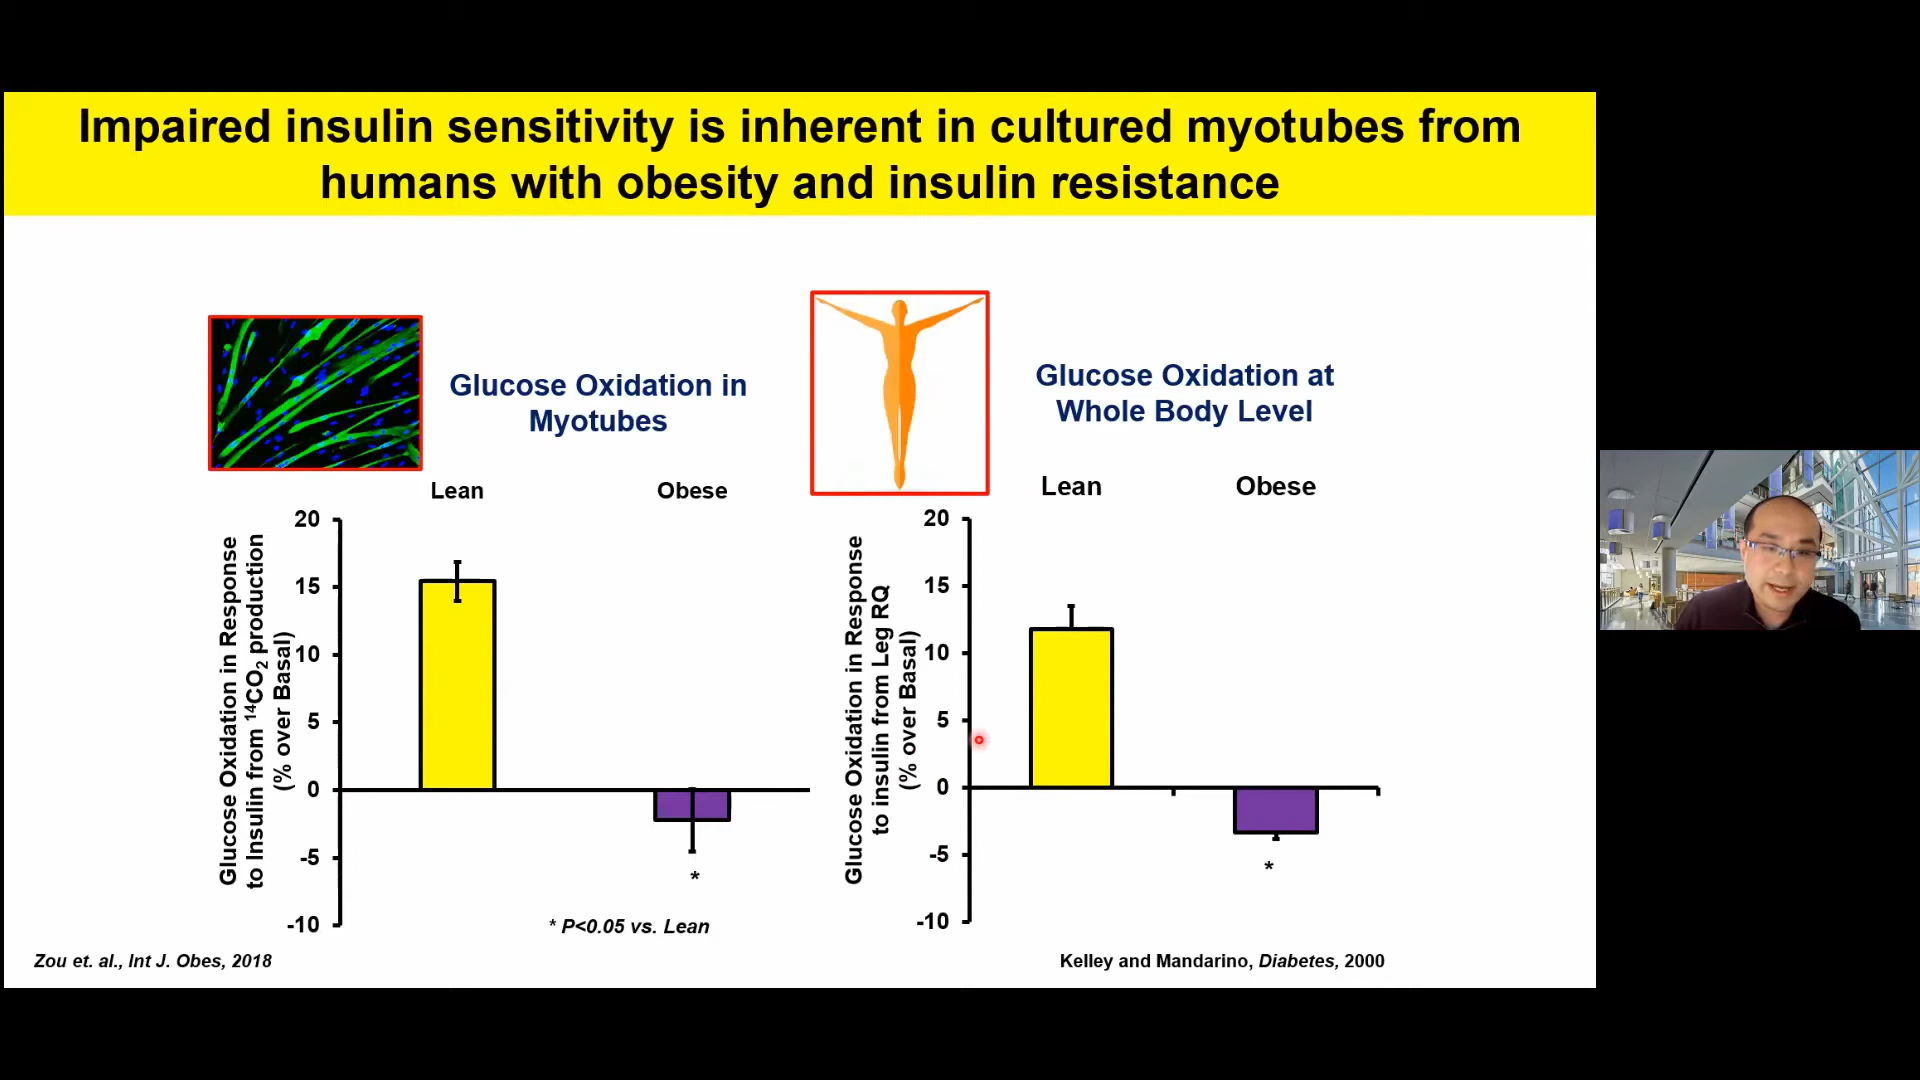 Impaired insulin sensitivity is inherent in cultured myotubes from
humans with obesity and insulin resistance
Glucose Oxidation in
Myotubes
Lean
Obese
Glucose Oxidation in Response
to Insulin from ¹⁴CO₂ production
(% over Basal)
20
15
10
5
0
-5
-10
*
* P<0.05 vs. Lean
Zou et. al., Int J. Obes, 2018
Glucose Oxidation at
Whole Body Level
Lean
Obese
Glucose Oxidation in Response
to insulin from Leg RQ
(% over Basal)
20
15
10
5
0
-5
-10
*
Kelley and Mandarino, Diabetes, 2000